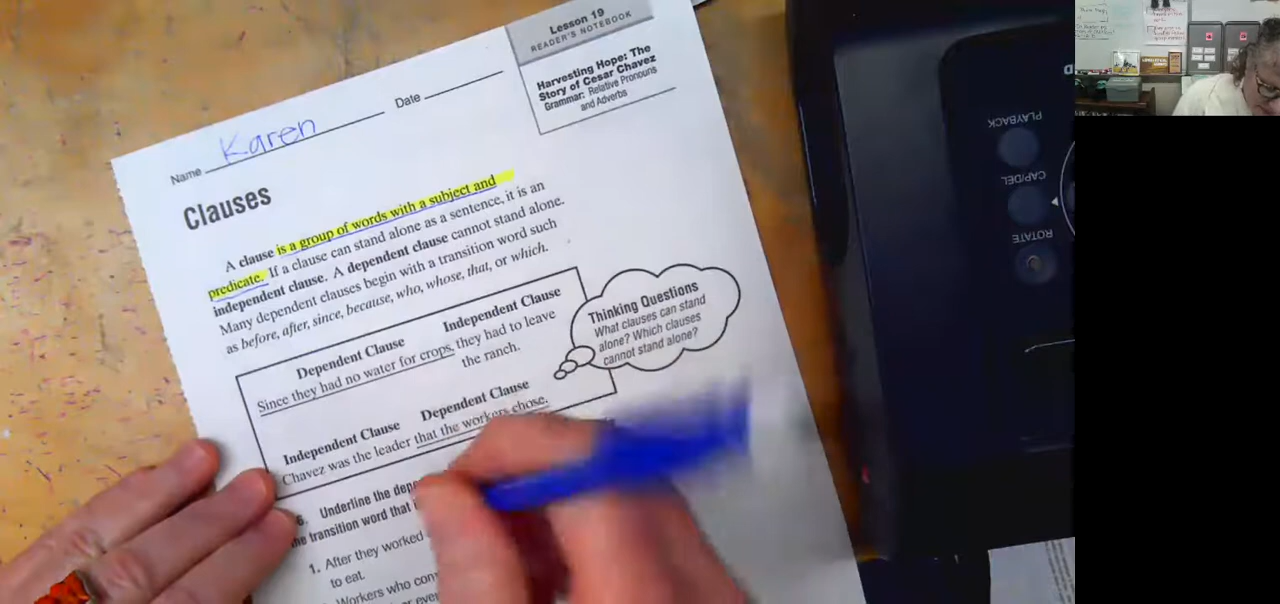 Lesson 19
READER'S NOTEBOOK
Harvesting Hope: The
Story of Cesar Chavez
Grammar: Relative Pronouns
and Adverbs
Name Karen Date
Clauses
A clause is a group of words with a subject and
predicate. If a clause can stand alone as a sentence, it is an
independent clause. A dependent clause cannot stand alone.
Many dependent clauses begin with a transition word such
as before, after, since, because, who, whose, that, or which.
Dependent Clause Independent Clause
Since they had no water for crops, they had to leave
the ranch.
Independent Clause Dependent Clause
Chavez was the leader that the workers chose.
Thinking Questions
What clauses can stand
alone? Which clauses
cannot stand alone?
Underline the
the transition word that
1. After they worked
to eat.
Workers who
PLAYBACK
CAP/DEL
ROTATE